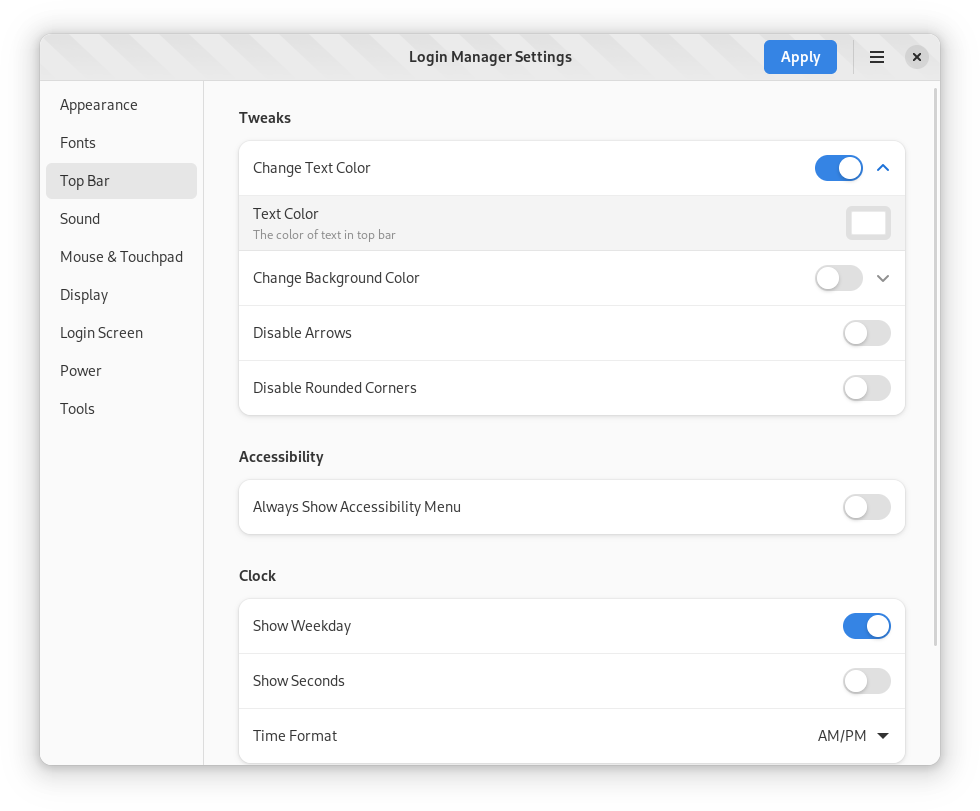 Login Manager Settings
Apply
Appearance
Fonts
Top Bar
Sound
Mouse & Touchpad
Display
Login Screen
Power
Tools
Tweaks
Change Text Color
Text Color
The color of text in top bar
Change Background Color
Disable Arrows
Disable Rounded Corners
Accessibility
Always Show Accessibility Menu
Clock
Show Weekday
Show Seconds
Time Format
AM/PM